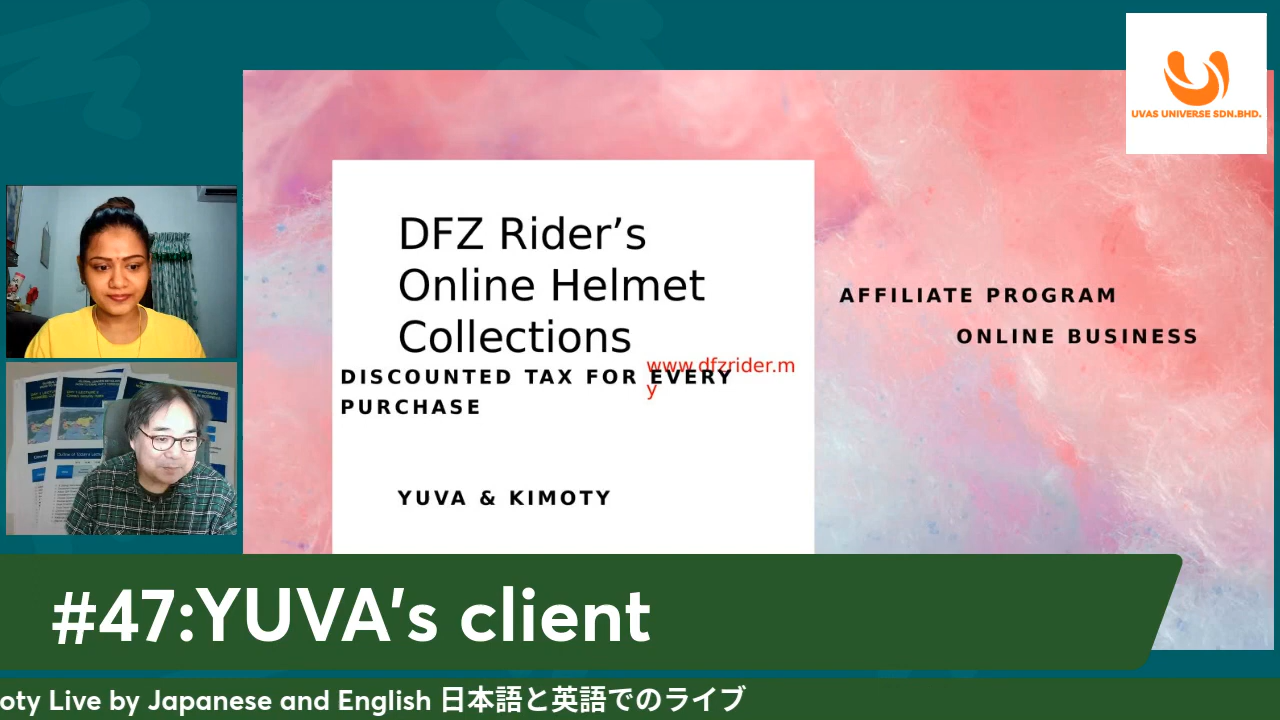 UVAS UNIVERSE SDN.BHD.
DFZ Rider’s
Online Helmet
Collections
www.dfzrider.m
y
DISCOUNTED TAX FOR EVERY
PURCHASE
YUVA & KIMOTY
AFFILIATE PROGRAM
ONLINE BUSINESS
#47:YUVA's client
oty Live by Japanese and English 日本語と英語でのライブ